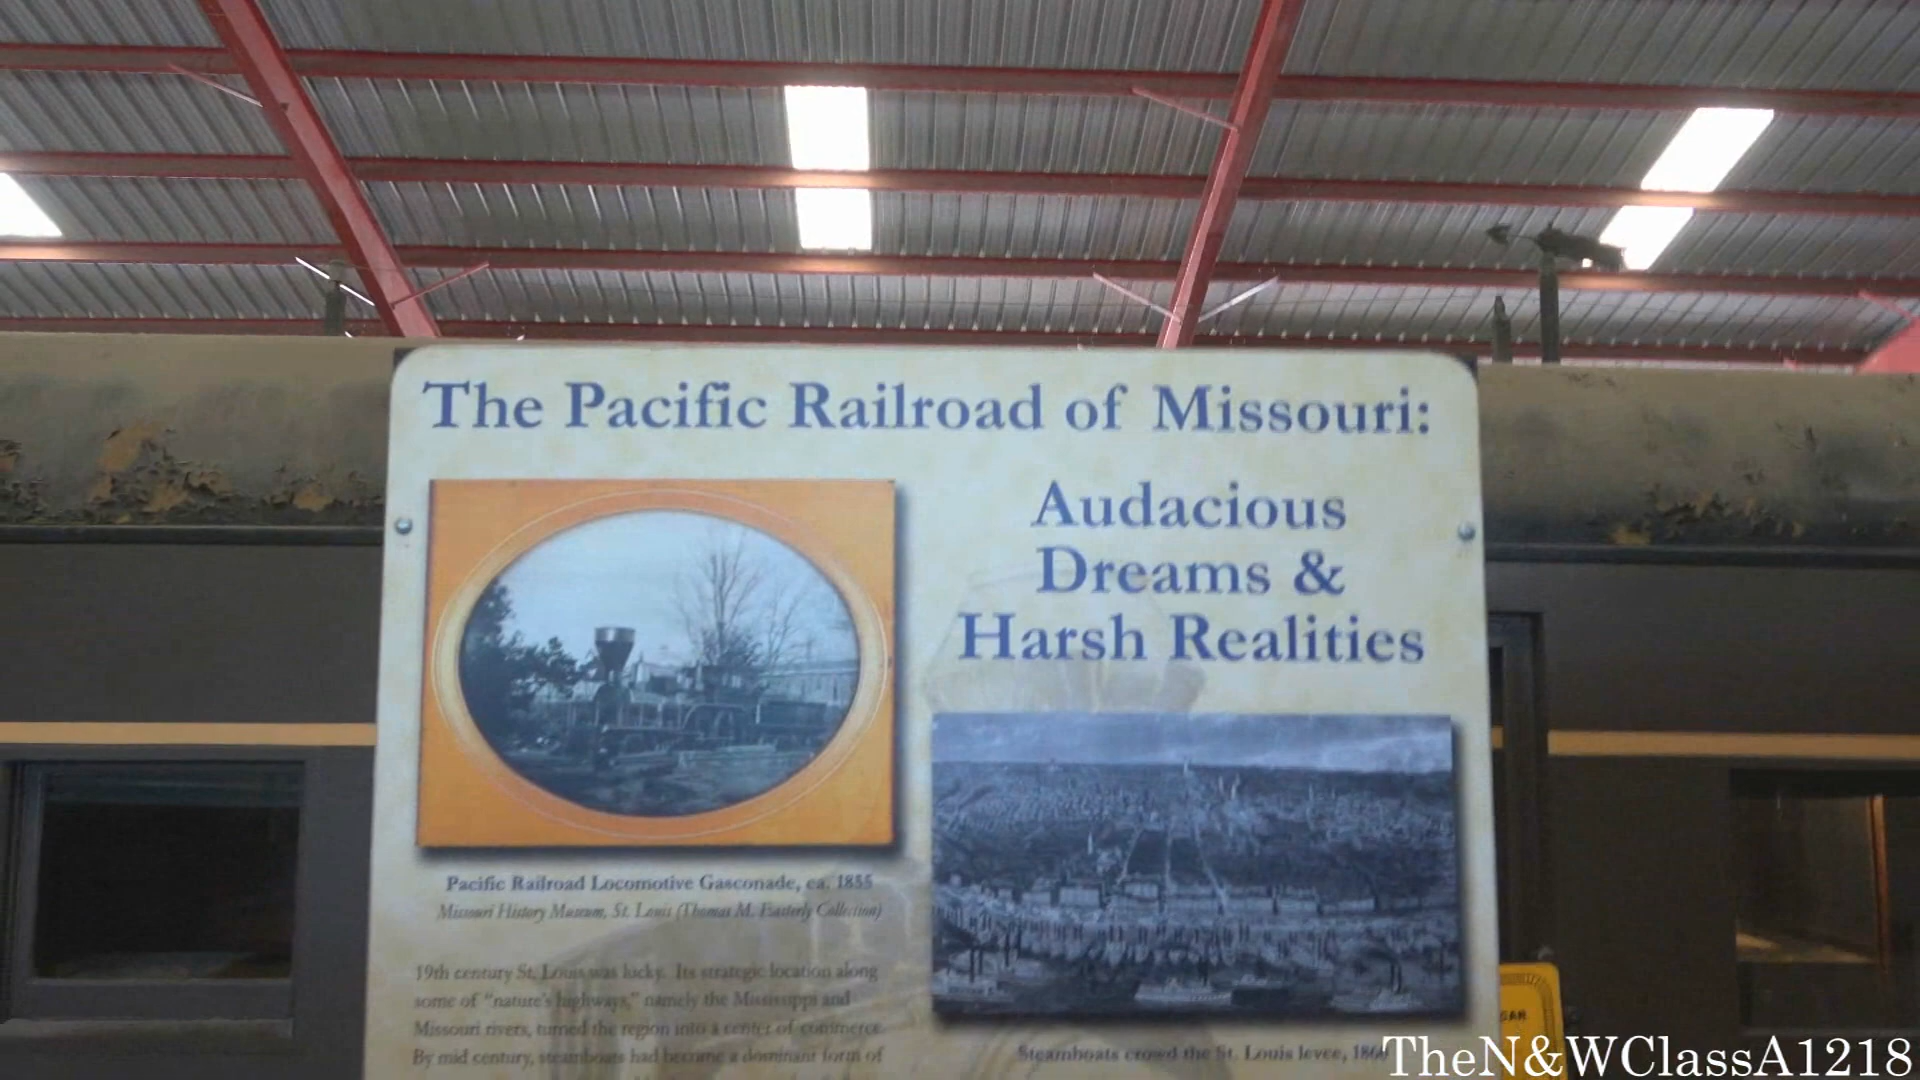 The Pacific Railroad of Missouri:
Audacious
Dreams &
Harsh Realities
Pacific Railroad Locomotive Gasconade, ca. 1855
Missouri History Museum, St. Louis (Thomas M. Easterly Collection)
19th century St. Louis was lucky. Its strategic location along
some of "nature's highways," namely the Mississippi and
Missouri rivers, turned the region into a center of commerce.
By mid century, steamboats had become a dominant form of
Steamboats crowd the St. Louis levee,
TheN&WClassA1218